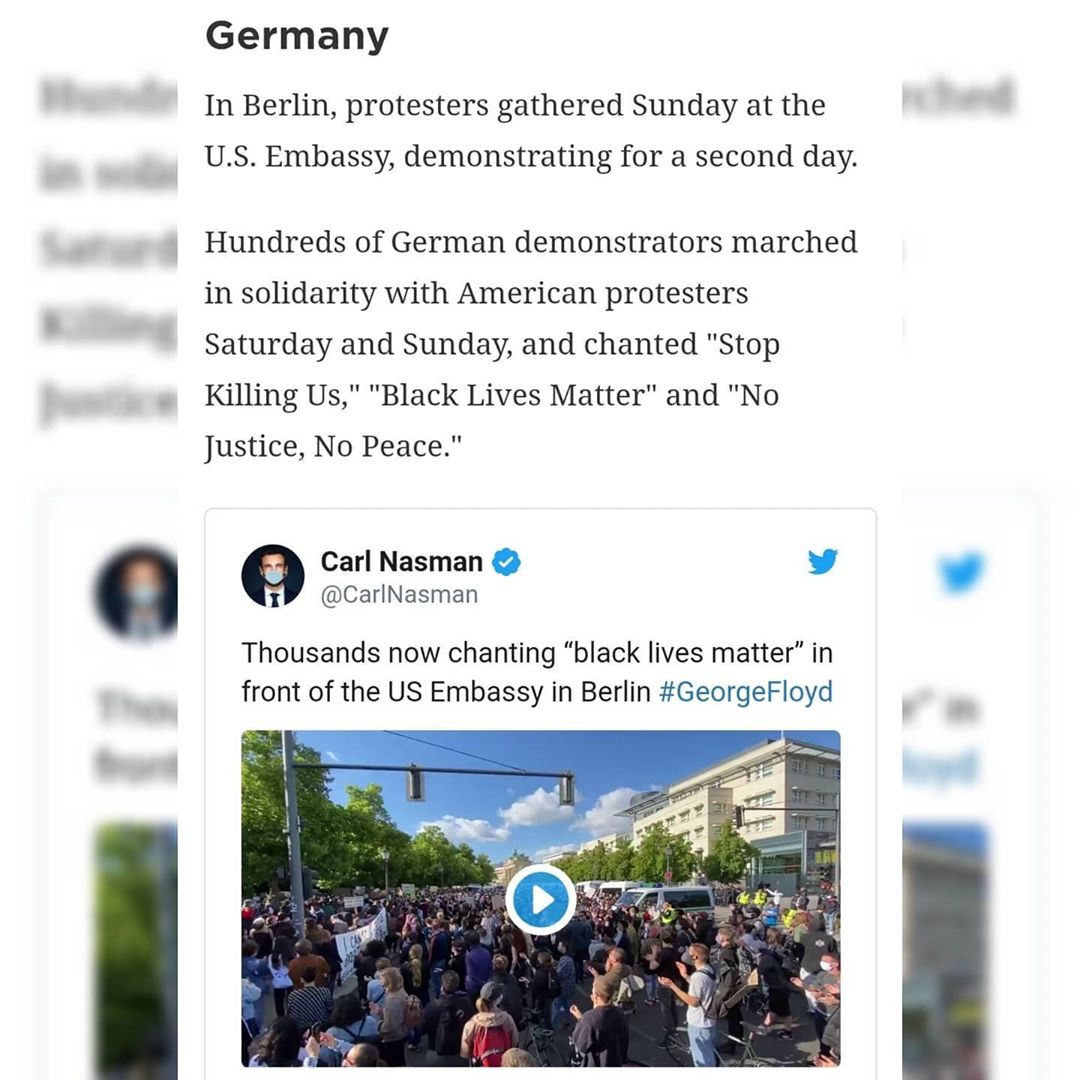 Germany
In Berlin, protesters gathered Sunday at the
U.S. Embassy, demonstrating for a second day.
Hundreds of German demonstrators marched
in solidarity with American protesters
Saturday and Sunday, and chanted "Stop
Killing Us," "Black Lives Matter" and "No
Justice, No Peace."
Carl Nasman
@CarlNasman
Thousands now chanting “black lives matter” in
front of the US Embassy in Berlin #GeorgeFloyd